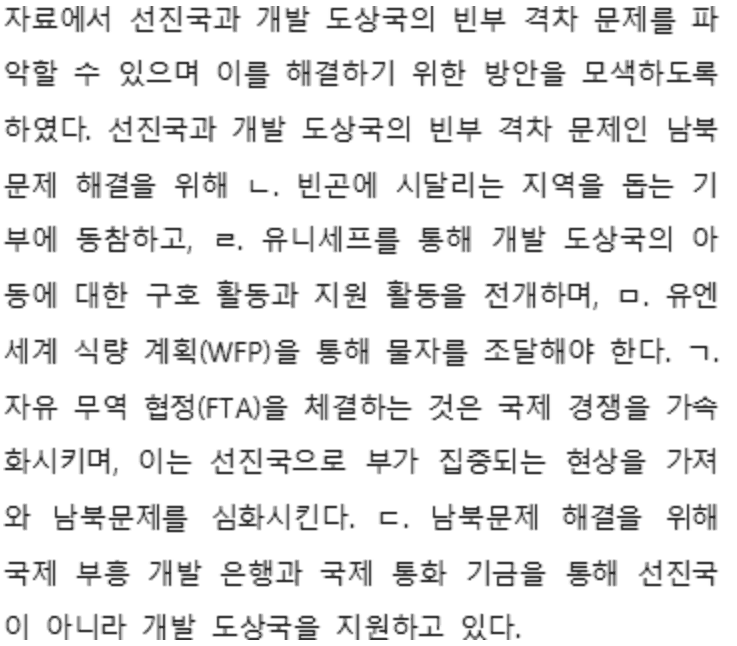 자료에서 선진국과 개발 도상국의 빈부 격차 문제를 파
악할 수 있으며 이를 해결하기 위한 방안을 모색하도록
하였다. 선진국과 개발 도상국의 빈부 격차 문제인 남북
문제 해결을 위해 ㄴ. 빈곤에 시달리는 지역을 돕는 기
부에 동참하고, ㄹ. 유니세프를 통해 개발 도상국의 아
동에 대한 구호 활동과 지원 활동을 전개하며, ㅁ. 유엔
세계 식량 계획(WFP)을 통해 물자를 조달해야 한다. ㄱ.
자유 무역 협정(FTA)을 체결하는 것은 국제 경쟁을 가속
화시키며, 이는 선진국으로 부가 집중되는 현상을 가져
와 남북문제를 심화시킨다. ㄷ. 남북문제 해결을 위해
국제 부흥 개발 은행과 국제 통화 기금을 통해 선진국
이 아니라 개발 도상국을 지원하고 있다.